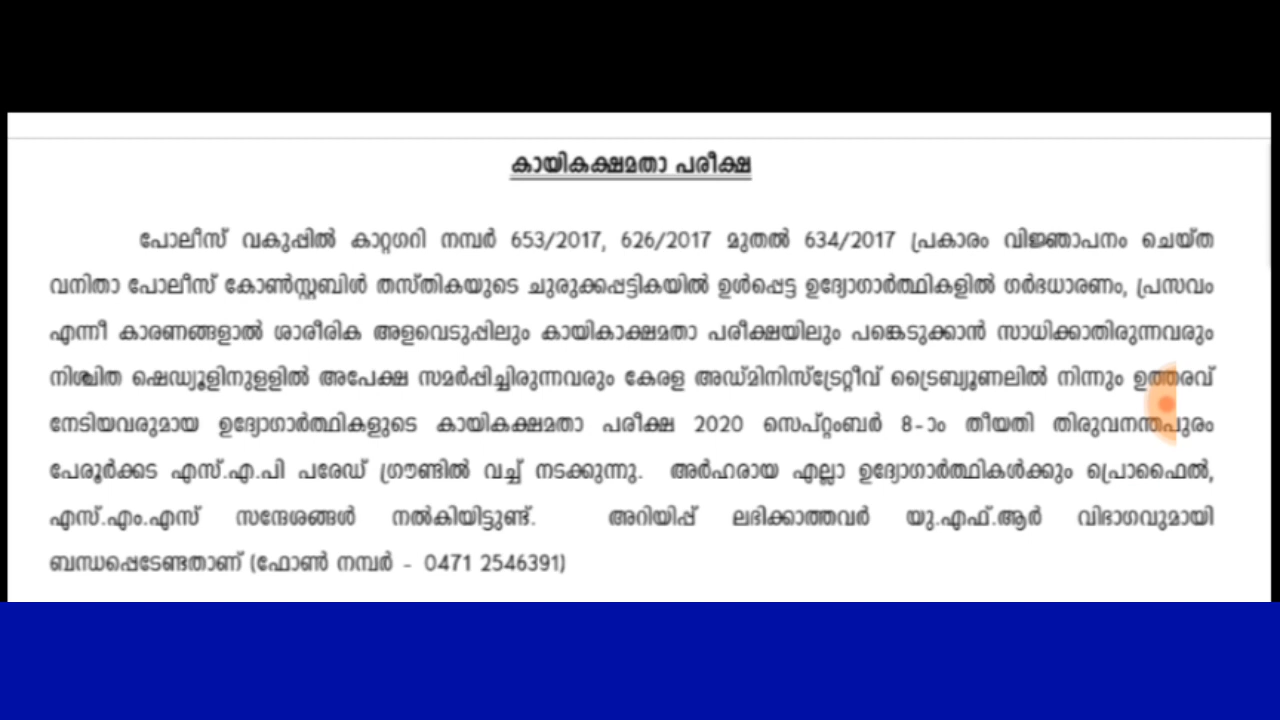 കായികക്ഷമതാ പരീക്ഷ
പോലീസ് വകുപ്പിൽ കാറ്റഗറി നമ്പർ 653/2017, 626/2017 മുതൽ 634/2017 പ്രകാരം വിജ്ഞാപനം ചെയ്ത
വനിതാ പോലീസ് കോൺസ്റ്റബിൾ തസ്തികയുടെ ചുരുക്കപ്പട്ടികയിൽ ഉൾപ്പെട്ട ഉദ്യോഗാർത്ഥികളിൽ ഗർഭധാരണം, പ്രസവം
എന്നീ കാരണങ്ങളാൽ ശാരീരിക അളവെടുപ്പിലും കായികാക്ഷമതാ പരീക്ഷയിലും പങ്കെടുക്കാൻ സാധിക്കാതിരുന്നവരും
നിശ്ചിത ഷെഡ്യൂളിനുളളിൽ അപേക്ഷ സമർപ്പിച്ചിരുന്നവരും കേരള അഡ്മിനിസ്ട്രേറ്റീവ് ട്രൈബ്യൂണലിൽ നിന്നും ഉത്തരവ്
നേടിയവരുമായ ഉദ്യോഗാർത്ഥികളുടെ കായികക്ഷമതാ പരീക്ഷ 2020 സെപ്റ്റംബർ 8-ാം തീയതി തിരുവനന്തപുരം
പേരൂർക്കട എസ്.എ.പി പരേഡ് ഗ്രൗണ്ടിൽ വച്ച് നടക്കുന്നു. അർഹരായ എല്ലാ ഉദ്യോഗാർത്ഥികൾക്കും പ്രൊഫൈൽ,
എസ്.എം.എസ് സന്ദേശങ്ങൾ നൽകിയിട്ടുണ്ട്. അറിയിപ്പ് ലഭിക്കാത്തവർ യു.എഫ്.ആർ വിഭാഗവുമായി
ബന്ധപ്പെടേണ്ടതാണ് (ഫോൺ നമ്പർ - 0471 2546391)